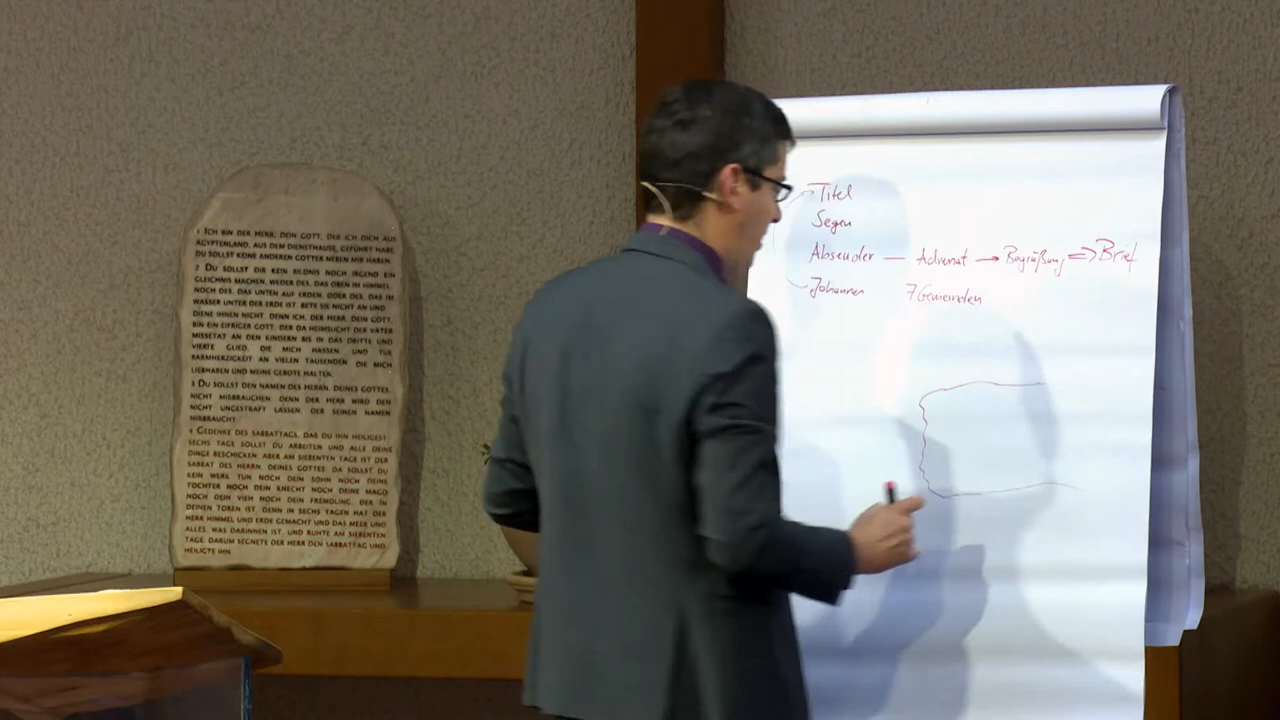 1 ICH BIN DER HERR, DEIN GOTT, DER ICH DICH AUS
ÄGYPTENLAND, AUS DEM DIENSTHAUSE, GEFÜHRT HABE.
DU SOLLST KEINE ANDEREN GÖTTER NEBEN MIR HABEN.
2 DU SOLLST DIR KEIN BILDNIS NOCH IRGEND EIN
GLEICHNIS MACHEN, WEDER DES, DAS OBEN IM HIMMEL,
NOCH DES, DAS UNTEN AUF ERDEN, ODER DES, DAS IM
WASSER UNTER DER ERDE IST. BETE SIE NICHT AN UND
DIENE IHNEN NICHT. DENN ICH, DER HERR, DEIN GOTT,
BIN EIN EIFRIGER GOTT, DER DA HEIMSUCHT DER VÄTER
MISSETAT AN DEN KINDERN BIS IN DAS DRITTE UND
VIERTE GLIED, DIE MICH HASSEN, UND TUE
BARMHERZIGKEIT AN VIELEN TAUSENDEN, DIE MICH
LIEBHABEN UND MEINE GEBOTE HALTEN.
3 DU SOLLST DEN NAMEN DES HERRN, DEINES GOTTES,
NICHT MISBRAUCHEN, DENN DER HERR WIRD DEN
NICHT UNGESTRAFT LASSEN, DER SEINEN NAMEN
MISBRAUCHT.
4 GEDENKE DES SABBATTAGS, DAß DU IHN HEILIGEST.
SECHS TAGE SOLLST DU ARBEITEN UND ALLE DEINE
DINGE BESCHICKEN. ABER AM SIEBENTEN TAGE IST DER
SABBAT DES HERRN, DEINES GOTTES. DA SOLLST DU
KEIN WERK TUN NOCH DEIN SOHN NOCH DEINE
TOCHTER NOCH DEIN KNECHT NOCH DEINE MAGD
NOCH DEIN VIEH NOCH DEIN FREMDLING, DER IN
DEINEN TOREN IST. DENN IN SECHS TAGEN HAT DER
HERR HIMMEL UND ERDE GEMACHT UND DAS MEER UND
ALLES, WAS DARINNEN IST, UND RUHTE AM SIEBENTEN
TAGE. DARUM SEGNETE DER HERR DEN SABBATTAG UND
HEILIGTE IHN.
Titel
Segen
Absender — Adressat → Begrüßung ⇔ Brief
Johannes 7 Gemeinden